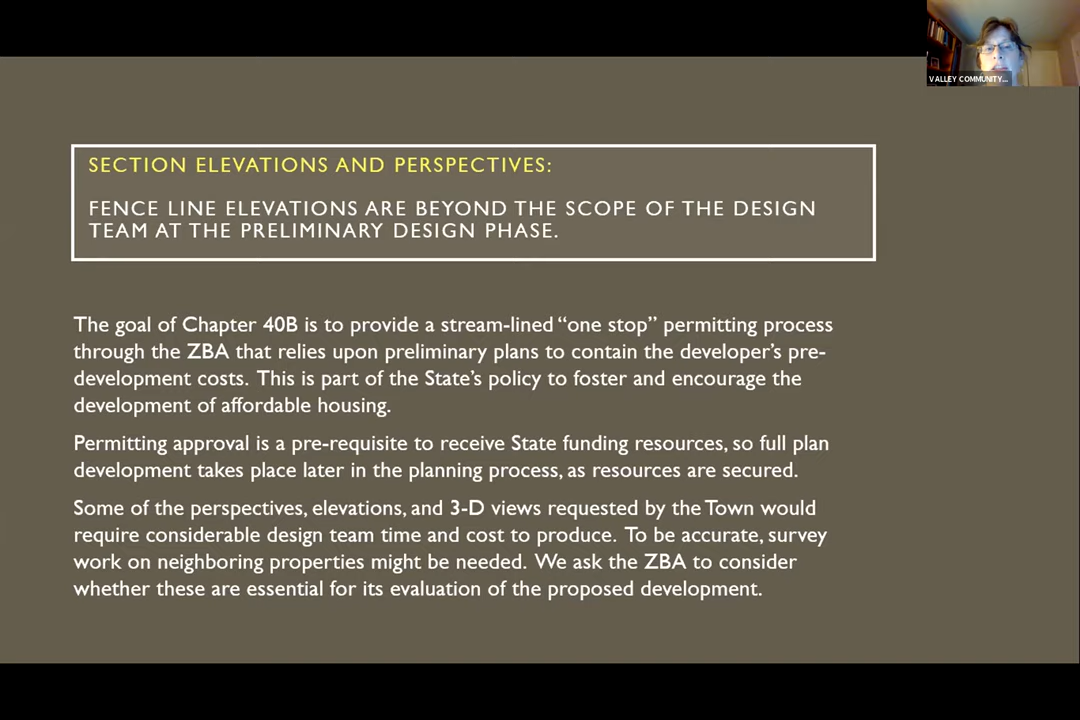 VALLEY COMMUNITY...
SECTION ELEVATIONS AND PERSPECTIVES:
FENCE LINE ELEVATIONS ARE BEYOND THE SCOPE OF THE DESIGN
TEAM AT THE PRELIMINARY DESIGN PHASE.
The goal of Chapter 40B is to provide a stream-lined “one stop” permitting process
through the ZBA that relies upon preliminary plans to contain the developer’s pre-
development costs.  This is part of the State’s policy to foster and encourage the
development of affordable housing.
Permitting approval is a pre-requisite to receive State funding resources, so full plan
development takes place later in the planning process, as resources are secured.
Some of the perspectives, elevations, and 3-D views requested by the Town would
require considerable design team time and cost to produce.  To be accurate, survey
work on neighboring properties might be needed.  We ask the ZBA to consider
whether these are essential for its evaluation of the proposed development.